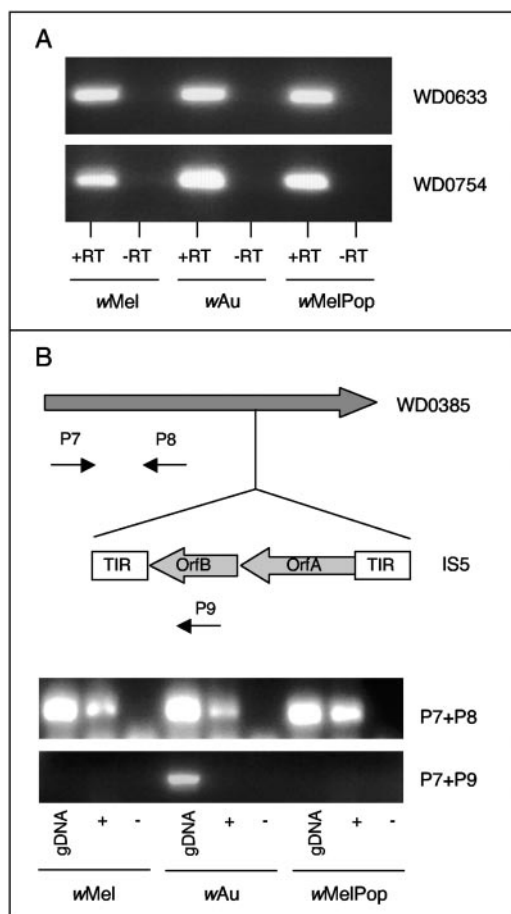 A
WD0633
WD0754
+RT -RT +RT -RT +RT -RT
wMel wAu wMelPop
B
WD0385
P7 P8
TIR OrfB OrfA TIR IS5
P9
P7+P8
P7+P9
gDNA + - gDNA + - gDNA + -
wMel wAu wMelPop